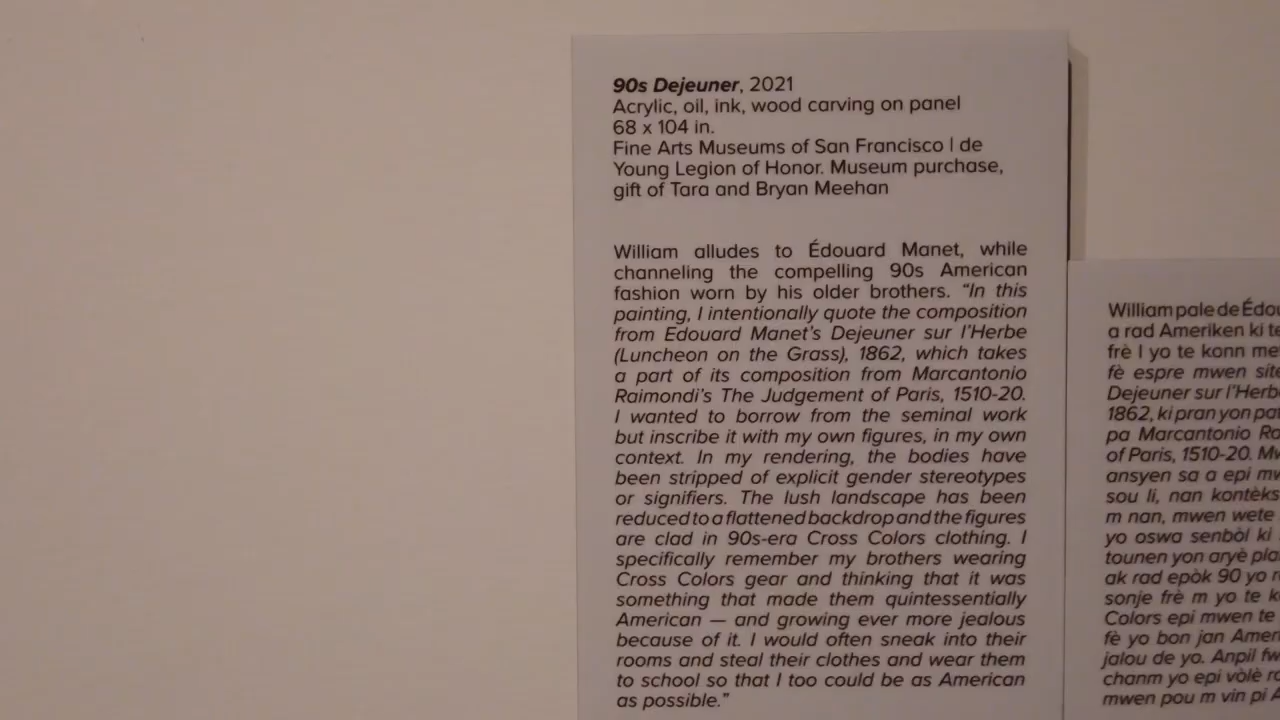 90s Dejeuner, 2021
Acrylic, oil, ink, wood carving on panel
68 x 104 in.
Fine Arts Museums of San Francisco | de
Young Legion of Honor. Museum purchase,
gift of Tara and Bryan Meehan
William alludes to Édouard Manet, while
channeling the compelling 90s American
fashion worn by his older brothers. “In this
painting, I intentionally quote the composition
from Edouard Manet’s Dejeuner sur l’Herbe
(Luncheon on the Grass), 1862, which takes
a part of its composition from Marcantonio
Raimondi’s The Judgement of Paris, 1510-20.
I wanted to borrow from the seminal work
but inscribe it with my own figures, in my own
context. In my rendering, the bodies have
been stripped of explicit gender stereotypes
or signifiers. The lush landscape has been
reduced to a flattened backdrop and the figures
are clad in 90s-era Cross Colors clothing. I
specifically remember my brothers wearing
Cross Colors gear and thinking that it was
something that made them quintessentially
American — and growing ever more jealous
because of it. I would often sneak into their
rooms and steal their clothes and wear them
to school so that I too could be as American
as possible.”
William pale de
a rad Ameriken ki
frè l yo te konn
fè espre mwen
Dejeuner sur
1862, ki pran yon
pa Marcantonio
of Paris, 1510-20.
ansyen sa a epi
sou li, nan
m nan, mwen wete
yo oswa senbòl ki
tounen yon aryè
ak rad epòk 90 yo
sonje frè m yo te
Colors epi mwen te
fè yo bon jan
jalou de yo. Anpil
chanm yo epi vòlè
mwen pou m vin pi